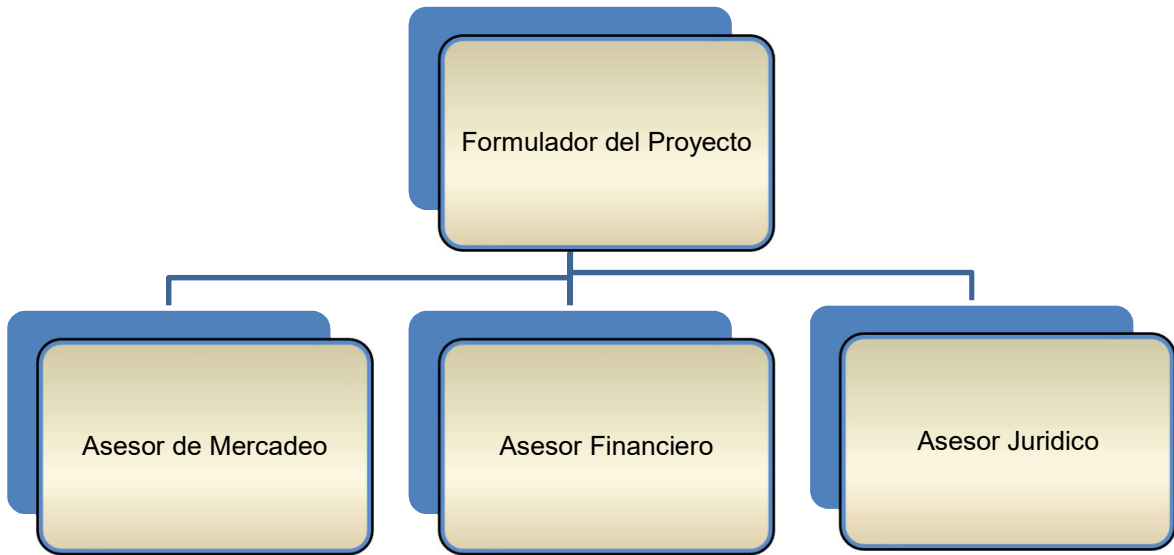 Formulador del Proyecto
Asesor de Mercadeo
Asesor Financiero
Asesor Juridico